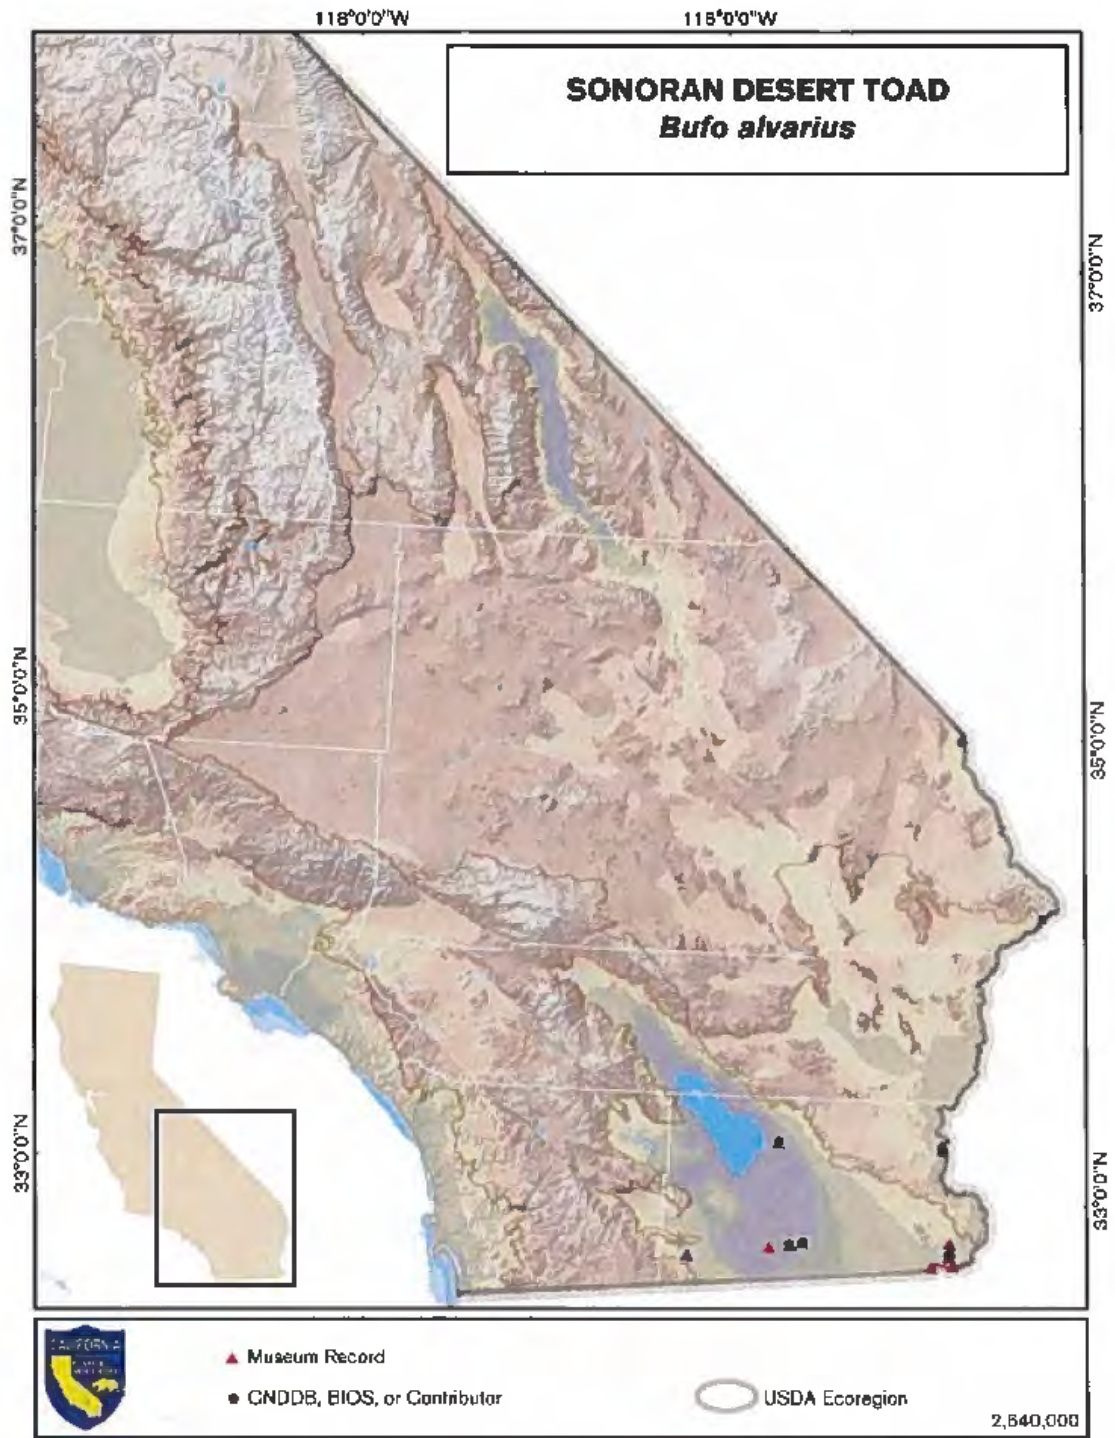 118°0'0"W
116°0'0"W
SONORAN DESERT TOAD
Bufo alvarius
37°0'0"N
37°0'0"N
35°0'0"N
35°0'0"N
33°0'0"N
33°0'0"N
CALIFORNIA
Museum Record
CNDDB, BIOS, or Contributor
USDA Ecoregion
2,640,000